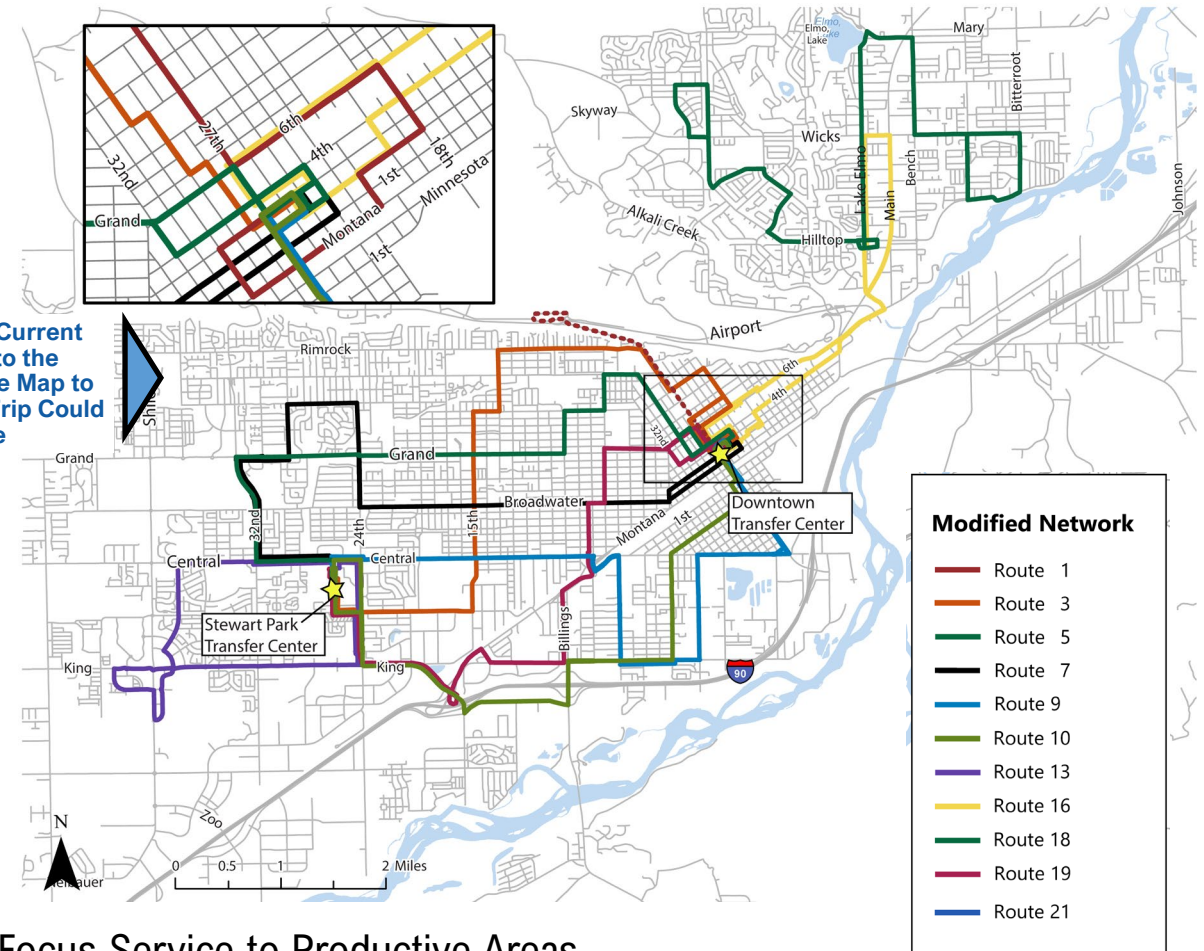 32nd
27th
6th
4th
18th
1st
Minnesota
Grand
Montana
1st
Elmo,
Lake
Mary
Bitterroot
Skyway
Wicks
Lake Elmo
Bench
Main
Johnson
Alkali Creek
Hilltop
Current
to the
e Map to
Trip Could
e
Airport
Rimrock
6th
4th
32nd
Grand
Grand
Broadwater
Downtown
Transfer Center
Montana
1st
15th
24th
32nd
Central
Central
Stewart Park
Transfer Center
Billings
King
King
90
Zoo
N
0 0.5 1 2 Miles
Modified Network
Route 1
Route 3
Route 5
Route 7
Route 9
Route 10
Route 13
Route 16
Route 18
Route 19
Route 21
Focus Service to Productive Areas